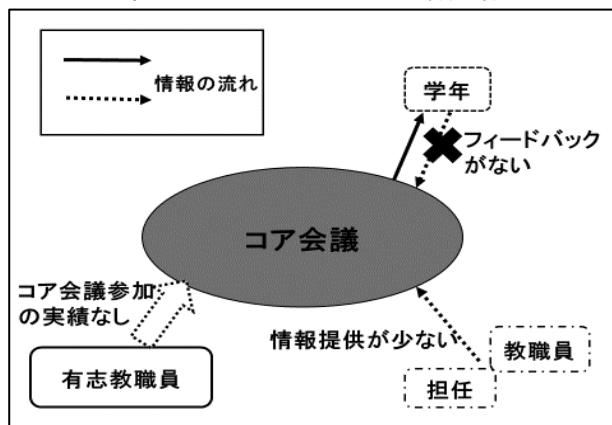 情報の流れ
学年
フィードバック
がない
コア会議
コア会議参加
の実績なし
情報提供が少ない
教職員
有志教職員
担任